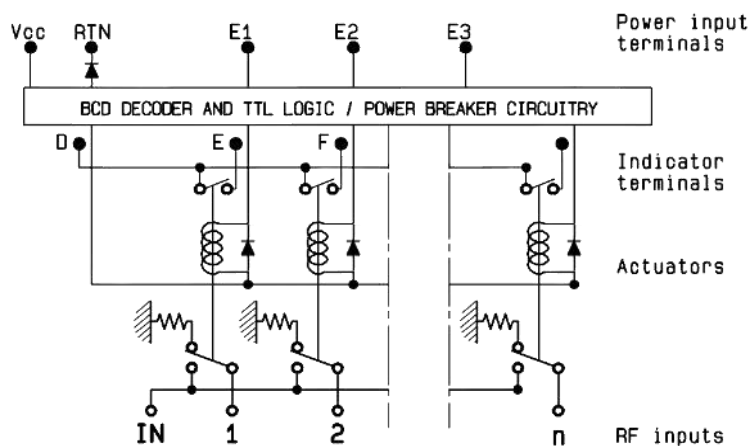 Vcc RTN E1 E2 E3 Power input
terminals
BCD DECODER AND TTL LOGIC / POWER BREAKER CIRCUITRY
D E F Indicator
terminals
Actuators
IN 1 2 n RF inputs